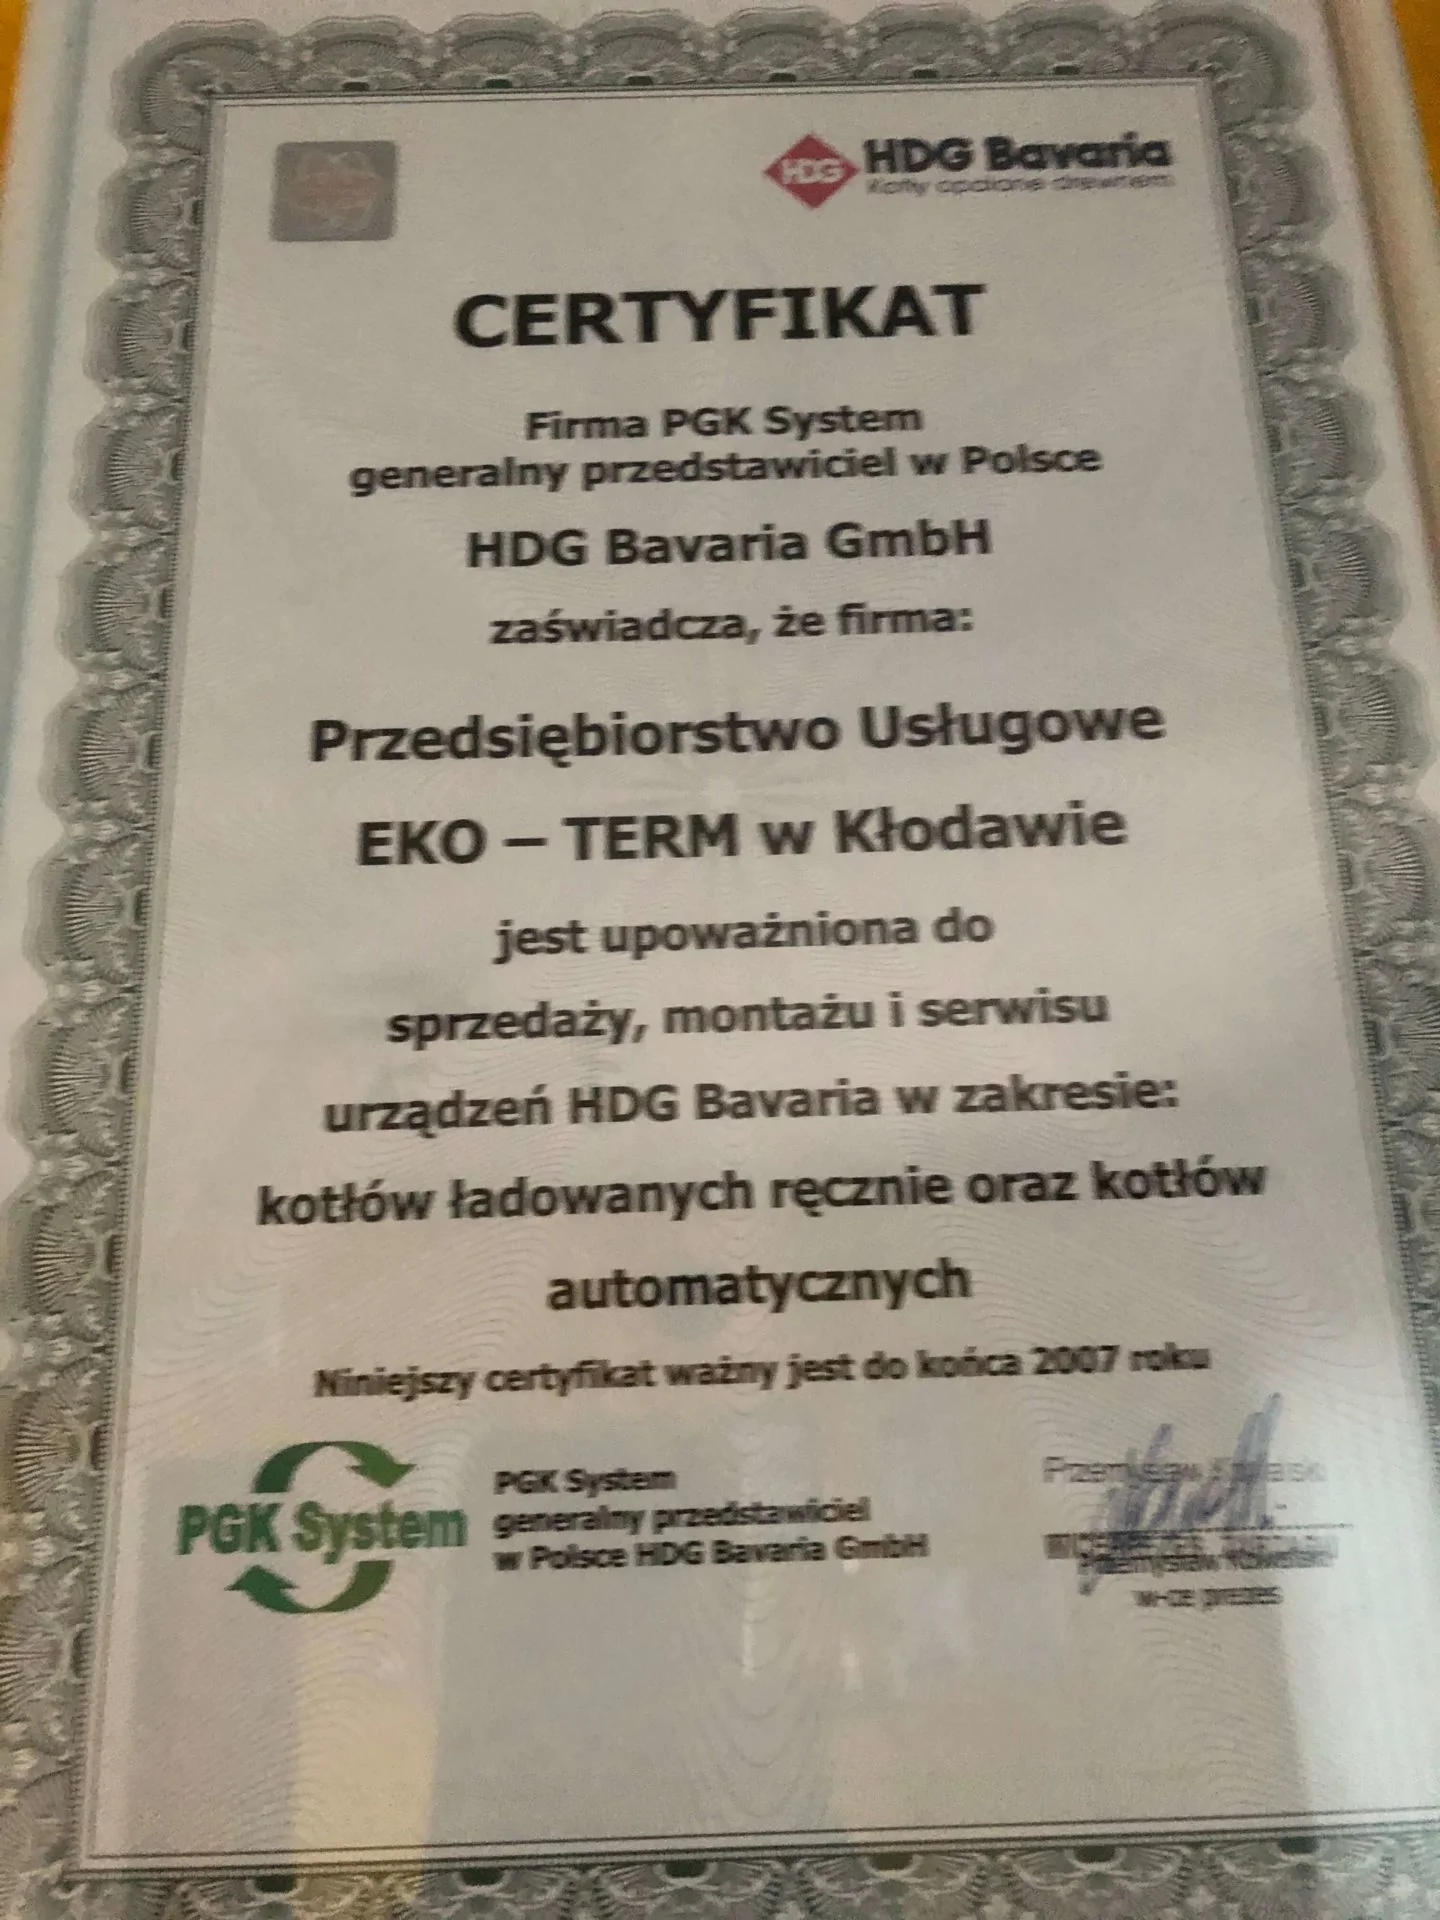 HDG
HDG Bavaria
Kotły opalane drewnem
CERTYFIKAT
Firma PGK System
generalny przedstawiciel w Polsce
HDG Bavaria GmbH
zaświadcza, że firma:
Przedsiębiorstwo Usługowe
EKO – TERM w Kłodawie
jest upoważniona do
sprzedaży, montażu i serwisu
urządzeń HDG Bavaria w zakresie:
kotłów ładowanych ręcznie oraz kotłów
automatycznych
Niniejszy certyfikat ważny jest do końca 2007 roku
PGK System
PGK System
generalny przedstawiciel
w Polsce HDG Bavaria GmbH
Przemysław
Przemysław
w-ce prezes